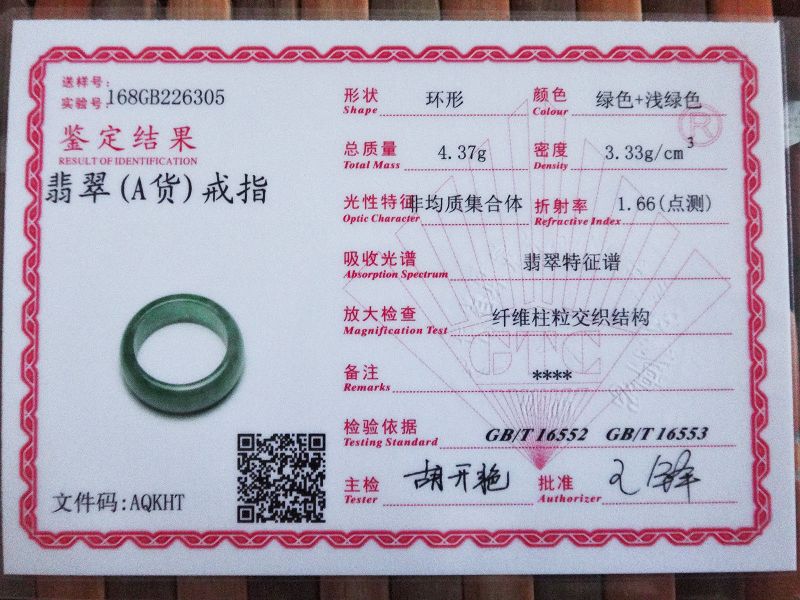 送样号:
实验号: 168GB226305
鉴定结果
RESULT OF IDENTIFICATION
翡翠(A货)戒指
文件码:AQKHT
形状 环形 颜色 绿色+浅绿色
Shape Colour
®
总质量 4.37g 密度 3.33g/cm³
Total Mass Density
光性特征 非均质集合体 折射率 1.66(点测)
Optic Character Refractive Index
吸收光谱 翡翠特征谱
Absorption Spectrum
放大检查 纤维柱粒交织结构
Magnification Test
GTC
备注 ****
Remarks
检验依据 GB/T 16552 GB/T 16553
Testing Standard
主检 胡开艳 批准
Tester Authorizer